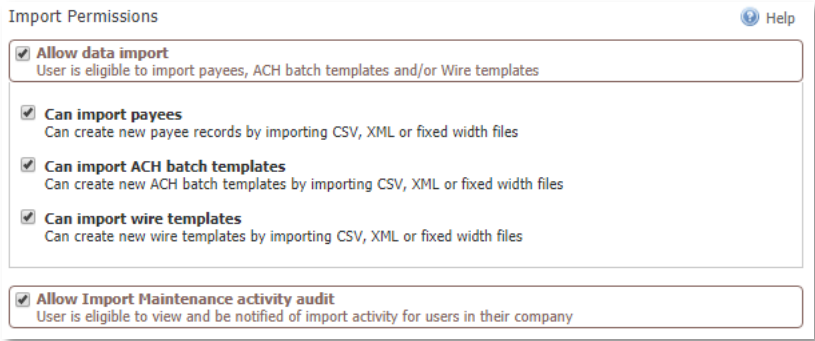 Import Permissions
Help
Allow data import
User is eligible to import payees, ACH batch templates and/or Wire templates
Can import payees
Can create new payee records by importing CSV, XML or fixed width files
Can import ACH batch templates
Can create new ACH batch templates by importing CSV, XML or fixed width files
Can import wire templates
Can create new wire templates by importing CSV, XML or fixed width files
Allow Import Maintenance activity audit
User is eligible to view and be notified of import activity for users in their company